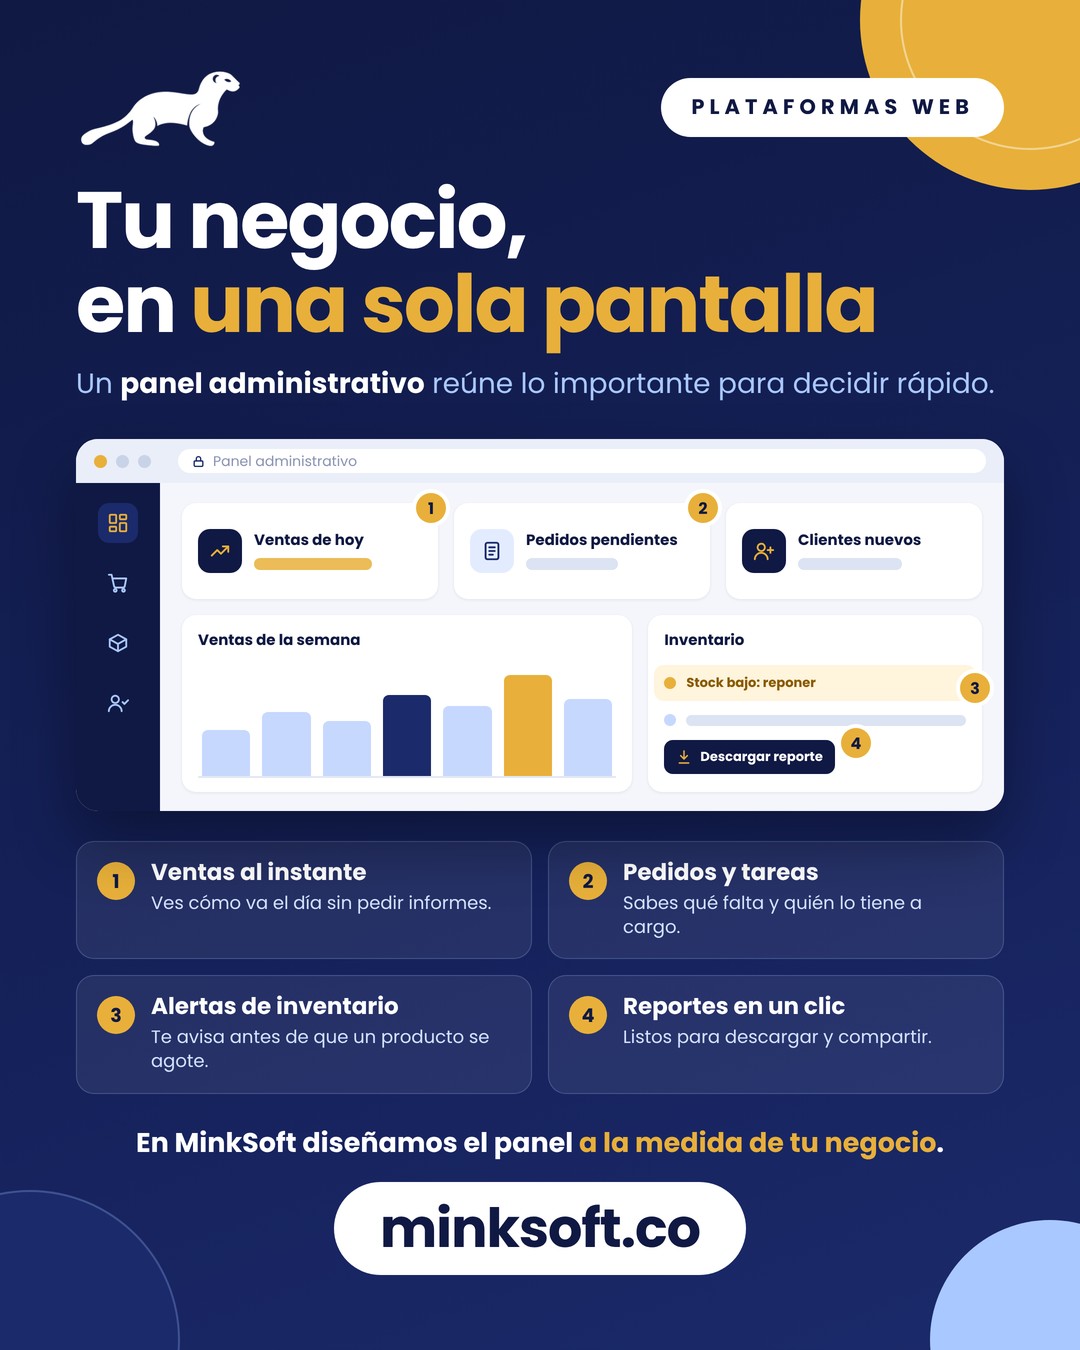 PLATAFORMAS WEB
Tu negocio,
en una sola pantalla
Un panel administrativo reúne lo importante para decidir rápido.
Panel administrativo
1
Ventas de hoy
2
Pedidos pendientes
Clientes nuevos
Ventas de la semana
Inventario
Stock bajo: reponer
3
4
Descargar reporte
1
Ventas al instante
Ves cómo va el día sin pedir informes.
2
Pedidos y tareas
Sabes qué falta y quién lo tiene a
cargo.
3
Alertas de inventario
Te avisa antes de que un producto se
agote.
4
Reportes en un clic
Listos para descargar y compartir.
En MinkSoft diseñamos el panel a la medida de tu negocio.
minksoft.co